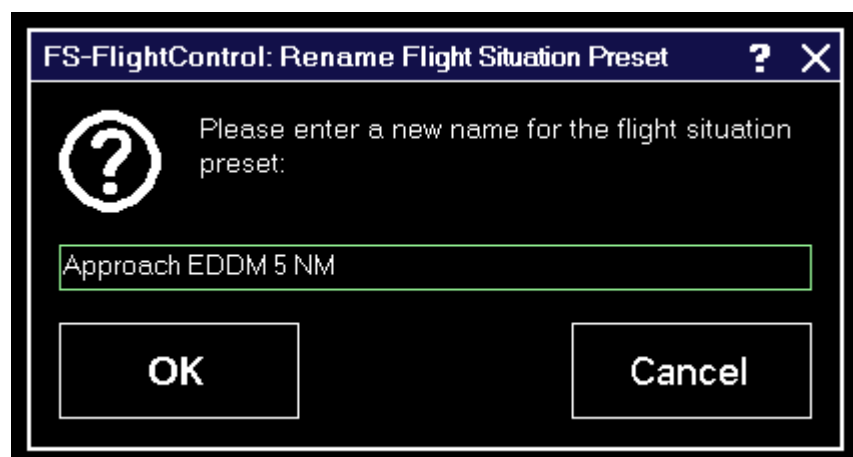 FS-FlightControl: Rename Flight Situation Preset ? X
Please enter a new name for the flight situation
preset:
Approach EDDM 5 NM
OK Cancel